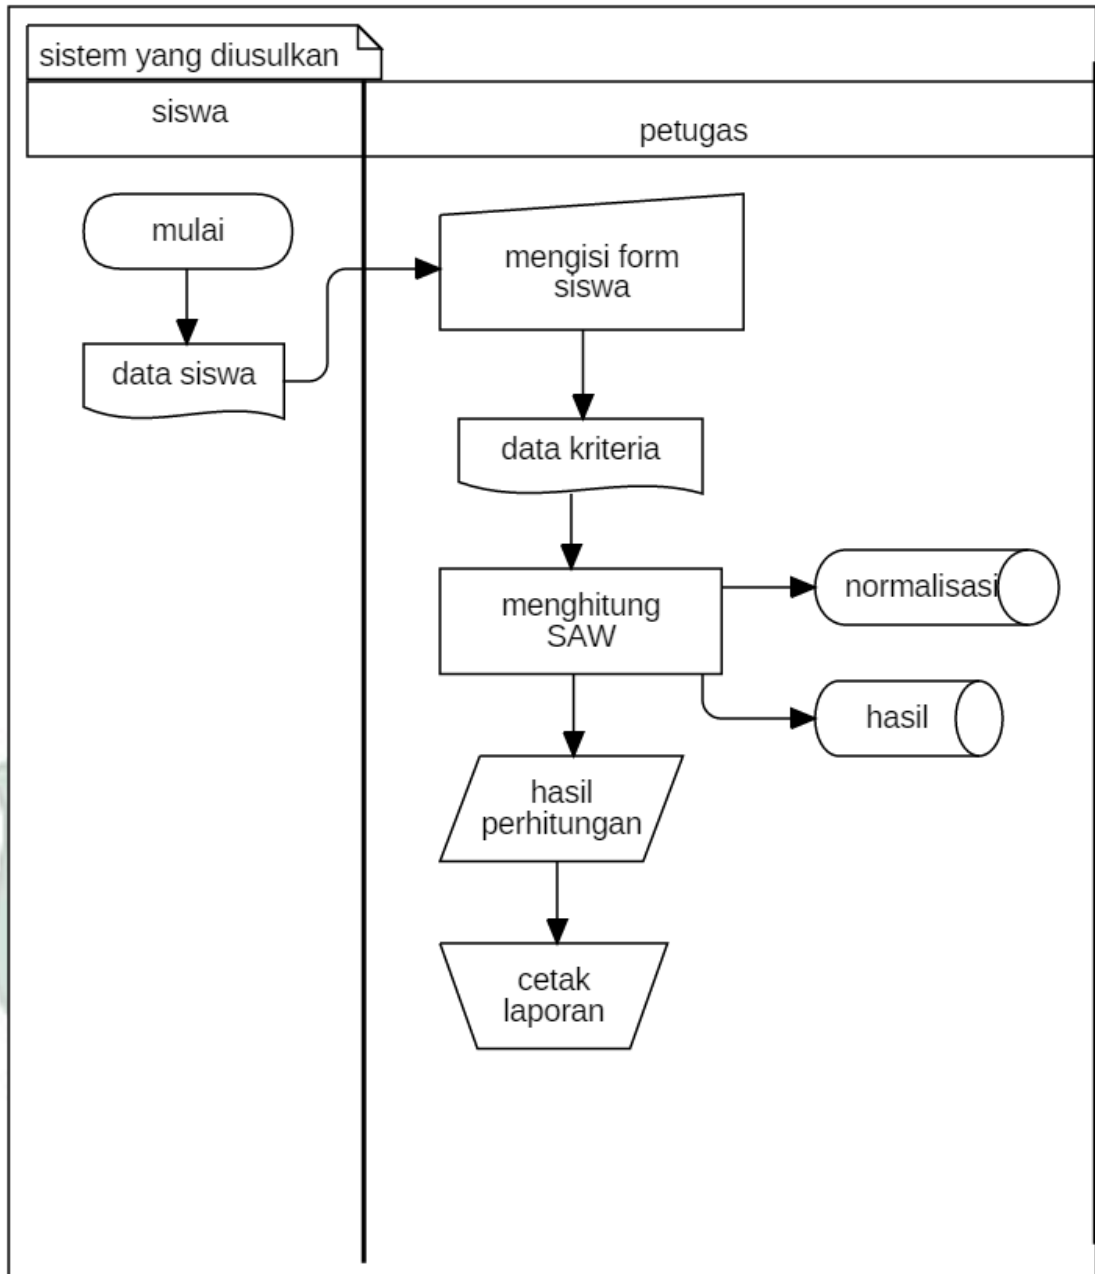 sistem yang diusulkan
siswa
petugas
mulai
mengisi form
siswa
data siswa
data kriteria
menghitung
SAW
normalisasi
hasil
hasil
perhitungan
cetak
laporan